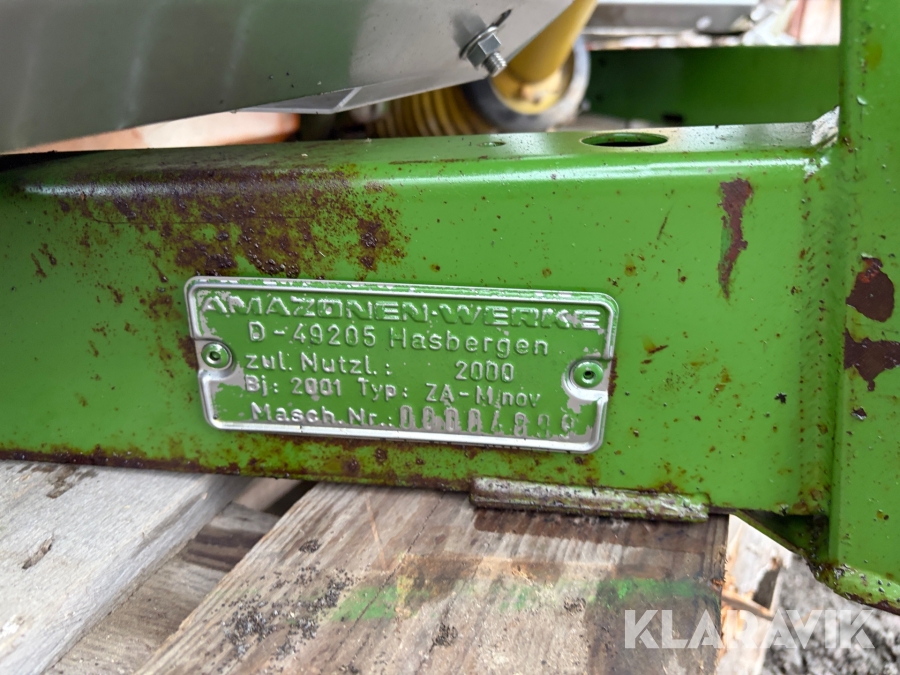 AMAZONEN-WERKE
D-49205 Hasbergen
zul. Nutzl.: 2000
Bj: 2001 Typ: ZA-M nov
Masch.Nr.:
KLARAVIK